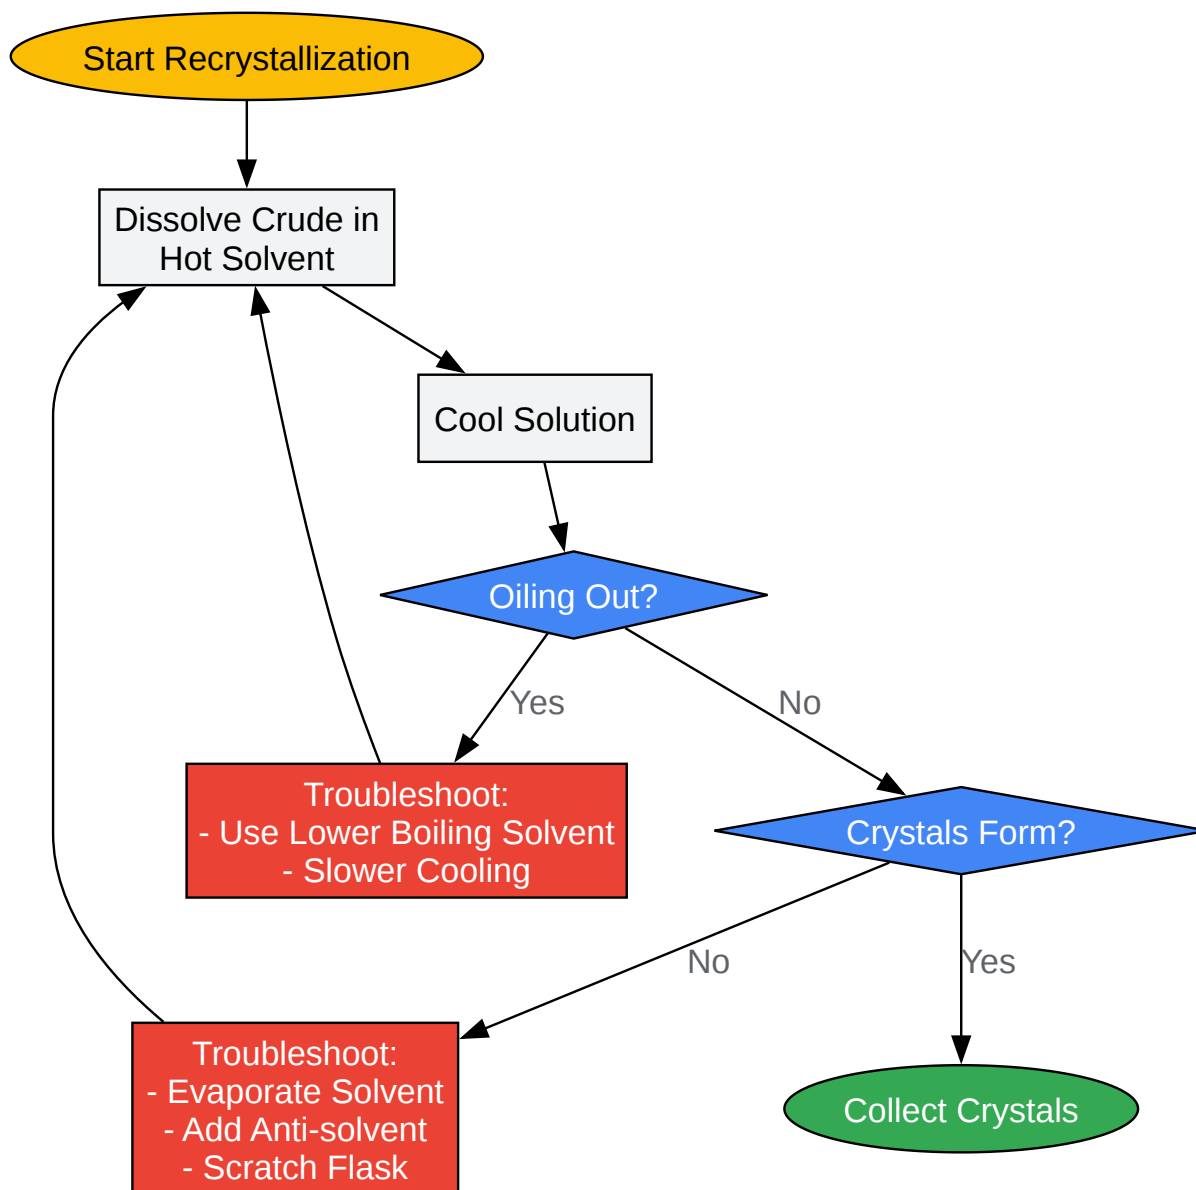 Start Recrystallization
Dissolve Crude in
Hot Solvent
Cool Solution
Oiling Out?
Yes
No
Troubleshoot:
- Use Lower Boiling Solvent
- Slower Cooling
Crystals Form?
No
Yes
Troubleshoot:
- Evaporate Solvent
- Add Anti-solvent
- Scratch Flask
Collect Crystals